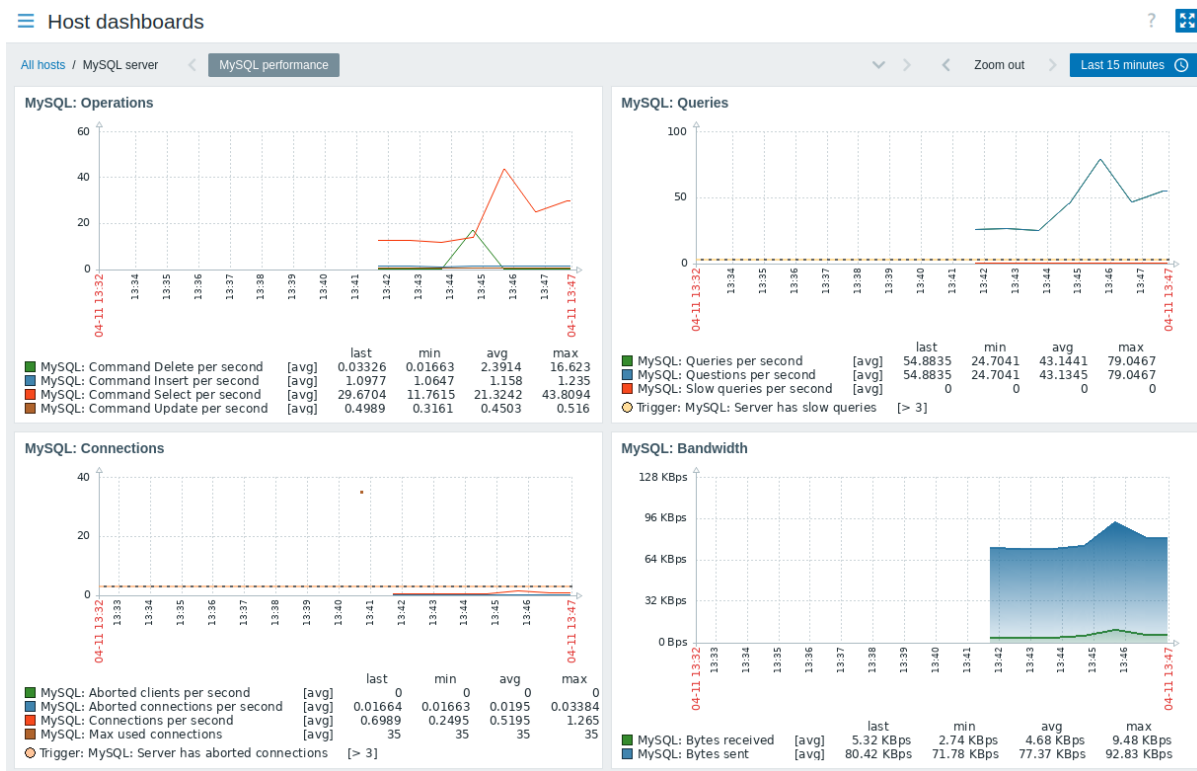 Host dashboards ?
All hosts / MySQL server MySQL performance Zoom out Last 15 minutes
MySQL: Operations
60
40
20
0
04-11 13:32 13:34 13:35 13:36 13:37 13:38 13:39 13:40 13:41 13:42 13:43 13:44 13:45 13:46 13:47 04-11 13:47
last min avg max
MySQL: Command Delete per second [avg] 0.03326 0.01663 2.3914 16.623
MySQL: Command Insert per second [avg] 1.0977 1.0647 1.158 1.235
MySQL: Command Select per second [avg] 29.6704 11.7615 21.3242 43.8094
MySQL: Command Update per second [avg] 0.4989 0.3161 0.4503 0.516
MySQL: Queries
100
50
0
04-11 13:32 13:34 13:35 13:36 13:37 13:38 13:39 13:40 13:41 13:42 13:43 13:44 13:45 13:46 13:47 04-11 13:47
last min avg max
MySQL: Queries per second [avg] 54.8835 24.7041 43.1441 79.0467
MySQL: Questions per second [avg] 54.8835 24.7041 43.1345 79.0467
MySQL: Slow queries per second [avg] 0 0 0 0
Trigger: MySQL: Server has slow queries [> 3]
MySQL: Connections
40
20
0
04-11 13:32 13:33 13:34 13:35 13:36 13:37 13:38 13:39 13:40 13:41 13:42 13:43 13:44 13:45 13:46 04-11 13:47
last min avg max
MySQL: Aborted clients per second [avg] 0 0 0 0
MySQL: Aborted connections per second [avg] 0.01664 0.01663 0.0195 0.03384
MySQL: Connections per second [avg] 0.6989 0.2495 0.5195 1.265
MySQL: Max used connections [avg] 35 35 35 35
Trigger: MySQL: Server has aborted connections [> 3]
MySQL: Bandwidth
128 KBps
96 KBps
64 KBps
32 KBps
0 Bps
04-11 13:32 13:33 13:34 13:35 13:36 13:37 13:38 13:39 13:40 13:41 13:42 13:43 13:44 13:45 13:46 04-11 13:47
last min avg max
MySQL: Bytes received [avg] 5.32 KBps 2.74 KBps 4.68 KBps 9.48 KBps
MySQL: Bytes sent [avg] 80.42 KBps 71.78 KBps 77.37 KBps 92.83 KBps